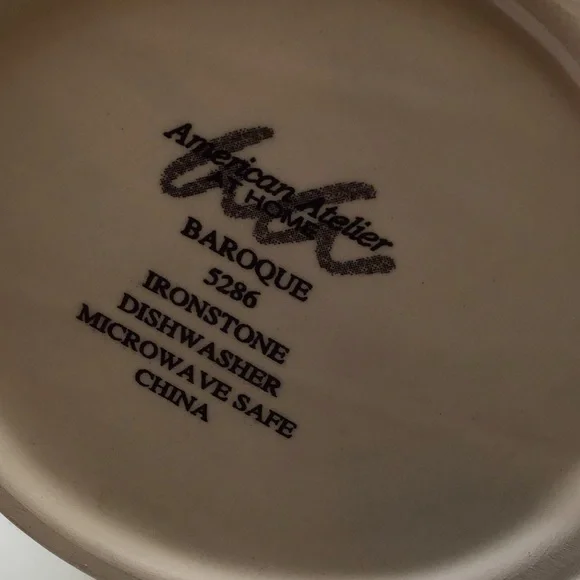 American Atelier
AT HOME
BAROQUE
5286
IRONSTONE
DISHWASHER
MICROWAVE SAFE
CHINA